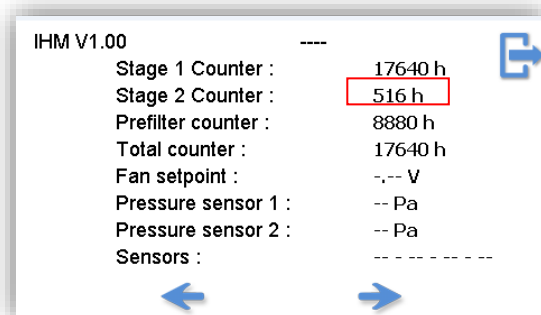 IHM V1.00 ----
Stage 1 Counter : 17640 h
Stage 2 Counter : 516 h
Prefilter counter : 8880 h
Total counter : 17640 h
Fan setpoint : -.-- V
Pressure sensor 1 : -- Pa
Pressure sensor 2 : -- Pa
Sensors : -- - -- - -- - --